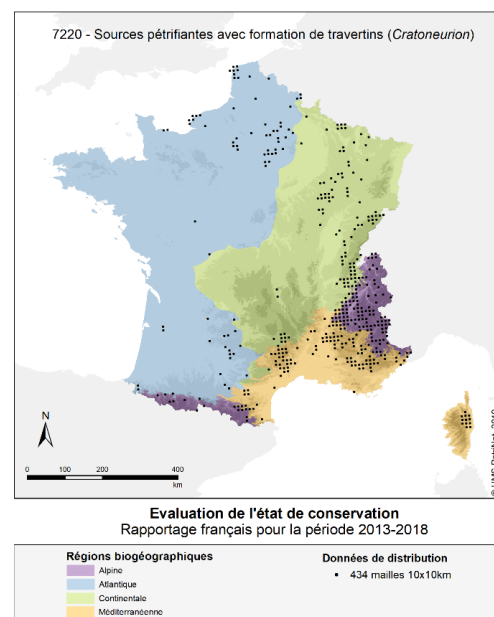 7220 - Sources pétrifiantes avec formation de travertins (Cratoneurion)
N
0 100 200 400
km
Evaluation de l'état de conservation
Rapportage français pour la période 2013-2018
Régions biogéographiques
Alpine
Atlantique
Continentale
Méditerranéenne
Données de distribution
434 mailles 10x10km